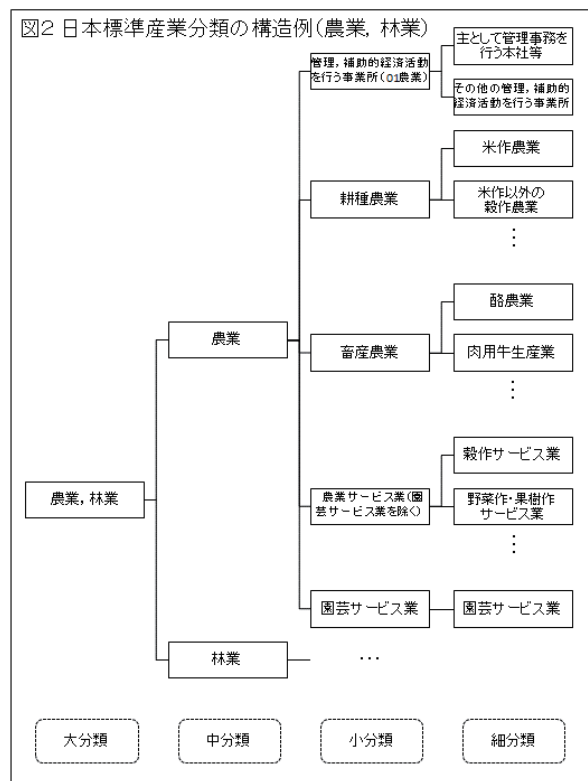 図2 日本標準産業分類の構造例(農業, 林業)
管理, 補助的経済活動
を行う事業所(01農業)
主として管理事務を
行う本社等
その他の管理, 補助的
経済活動を行う事業所
耕種農業
米作農業
米作以外の
穀作農業
⋮
農業
畜産農業
酪農業
肉用牛生産業
⋮
農業, 林業
農業サービス業(園
芸サービス業を除く)
穀作サービス業
野菜作・果樹作
サービス業
⋮
園芸サービス業
園芸サービス業
林業
…
大分類
中分類
小分類
細分類